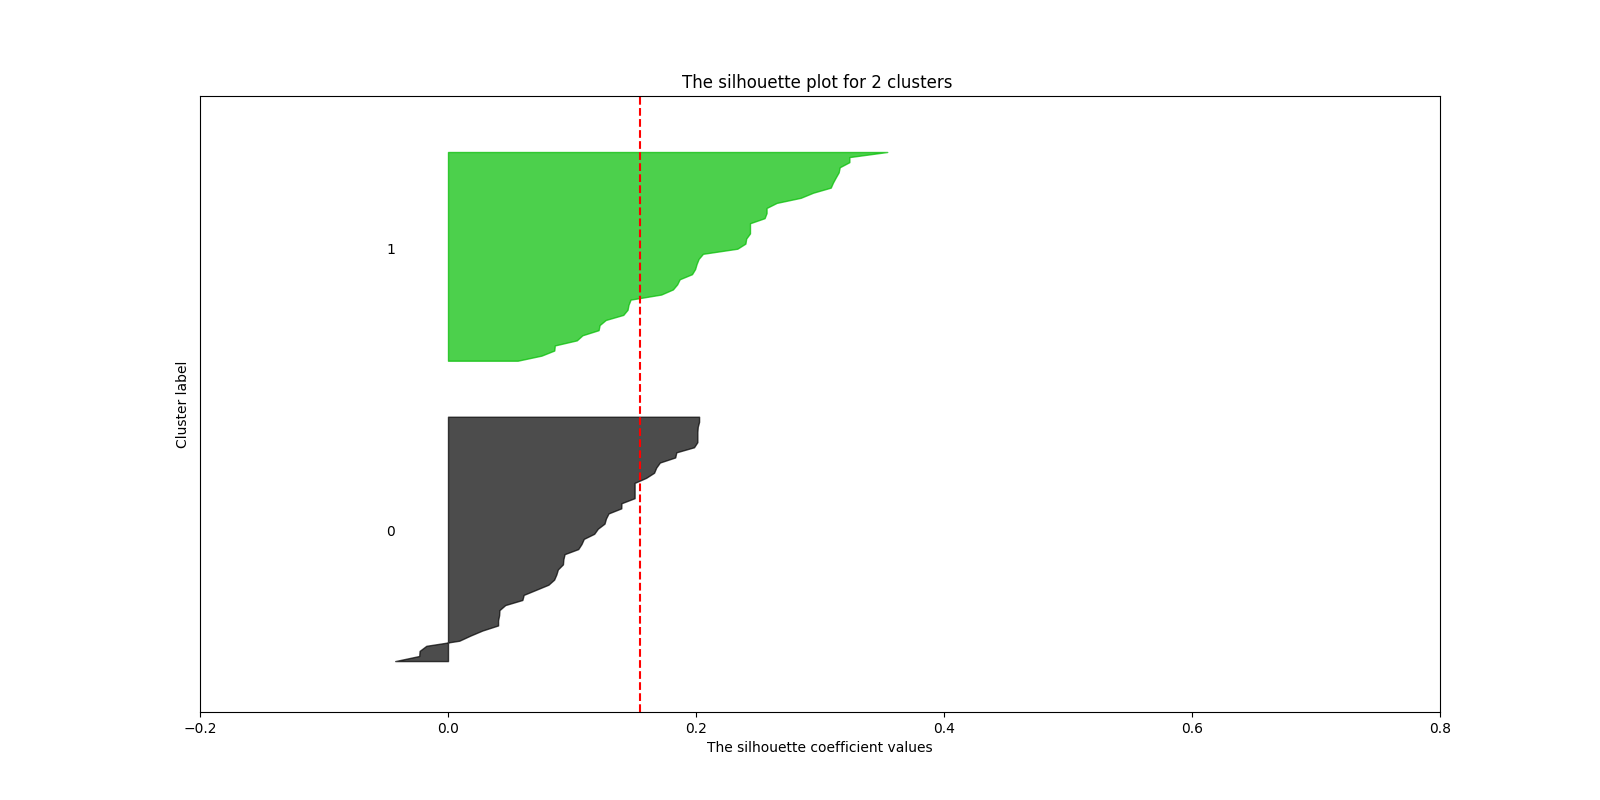 The silhouette plot for 2 clusters
1
0
Cluster label
−0.2 0.0 0.2 0.4 0.6 0.8
The silhouette coefficient values